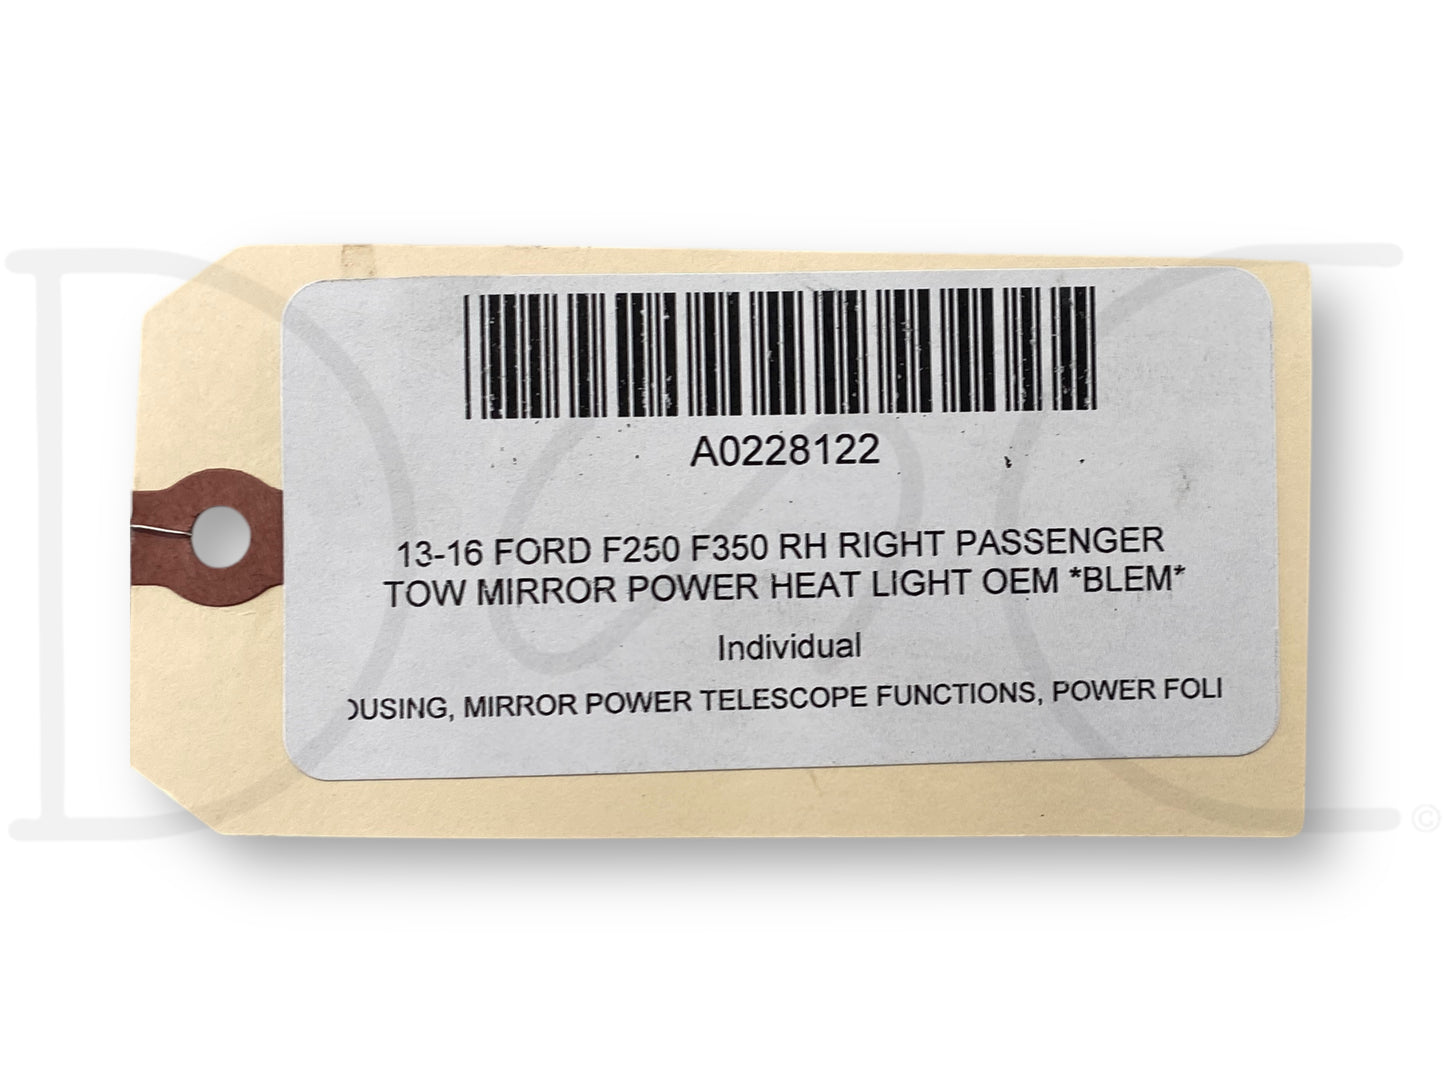 A0228122
13-16 FORD F250 F350 RH RIGHT PASSENGER
TOW MIRROR POWER HEAT LIGHT OEM *BLEM*
Individual
OUSING, MIRROR POWER TELESCOPE FUNCTIONS, POWER FOLI
©